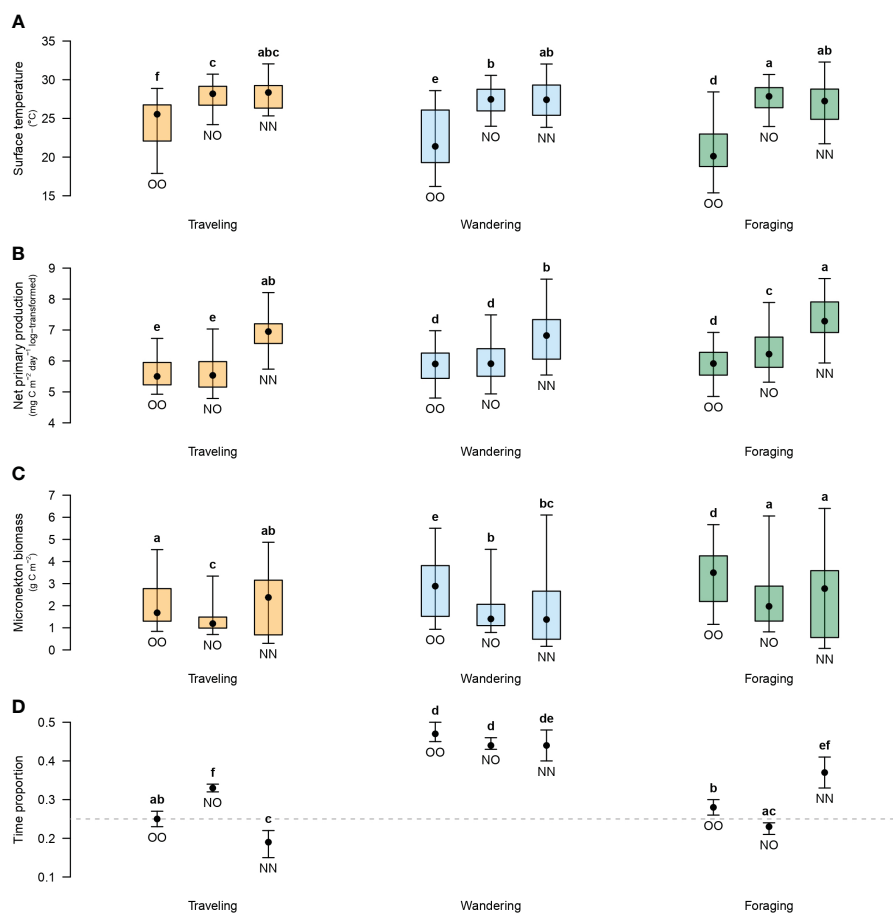 A
Surface temperature
(°C)
35
30
25
20
15
f
c
abc
e
b
ab
d
a
ab
OO
NO
NN
OO
NO
NN
OO
NO
NN
Traveling
Wandering
Foraging
B
Net primary production
(mg C m⁻² day⁻¹ log−transformed)
9
8
7
6
5
4
e
e
ab
d
d
b
d
c
a
OO
NO
NN
OO
NO
NN
OO
NO
NN
Traveling
Wandering
Foraging
C
Micronekton biomass
(g C m⁻²)
7
6
5
4
3
2
1
0
a
c
ab
e
b
bc
d
a
a
OO
NO
NN
OO
NO
NN
OO
NO
NN
Traveling
Wandering
Foraging
D
Time proportion
0.5
0.4
0.3
0.2
0.1
ab
f
c
d
d
de
b
ac
ef
OO
NO
NN
OO
NO
NN
OO
NO
NN
Traveling
Wandering
Foraging